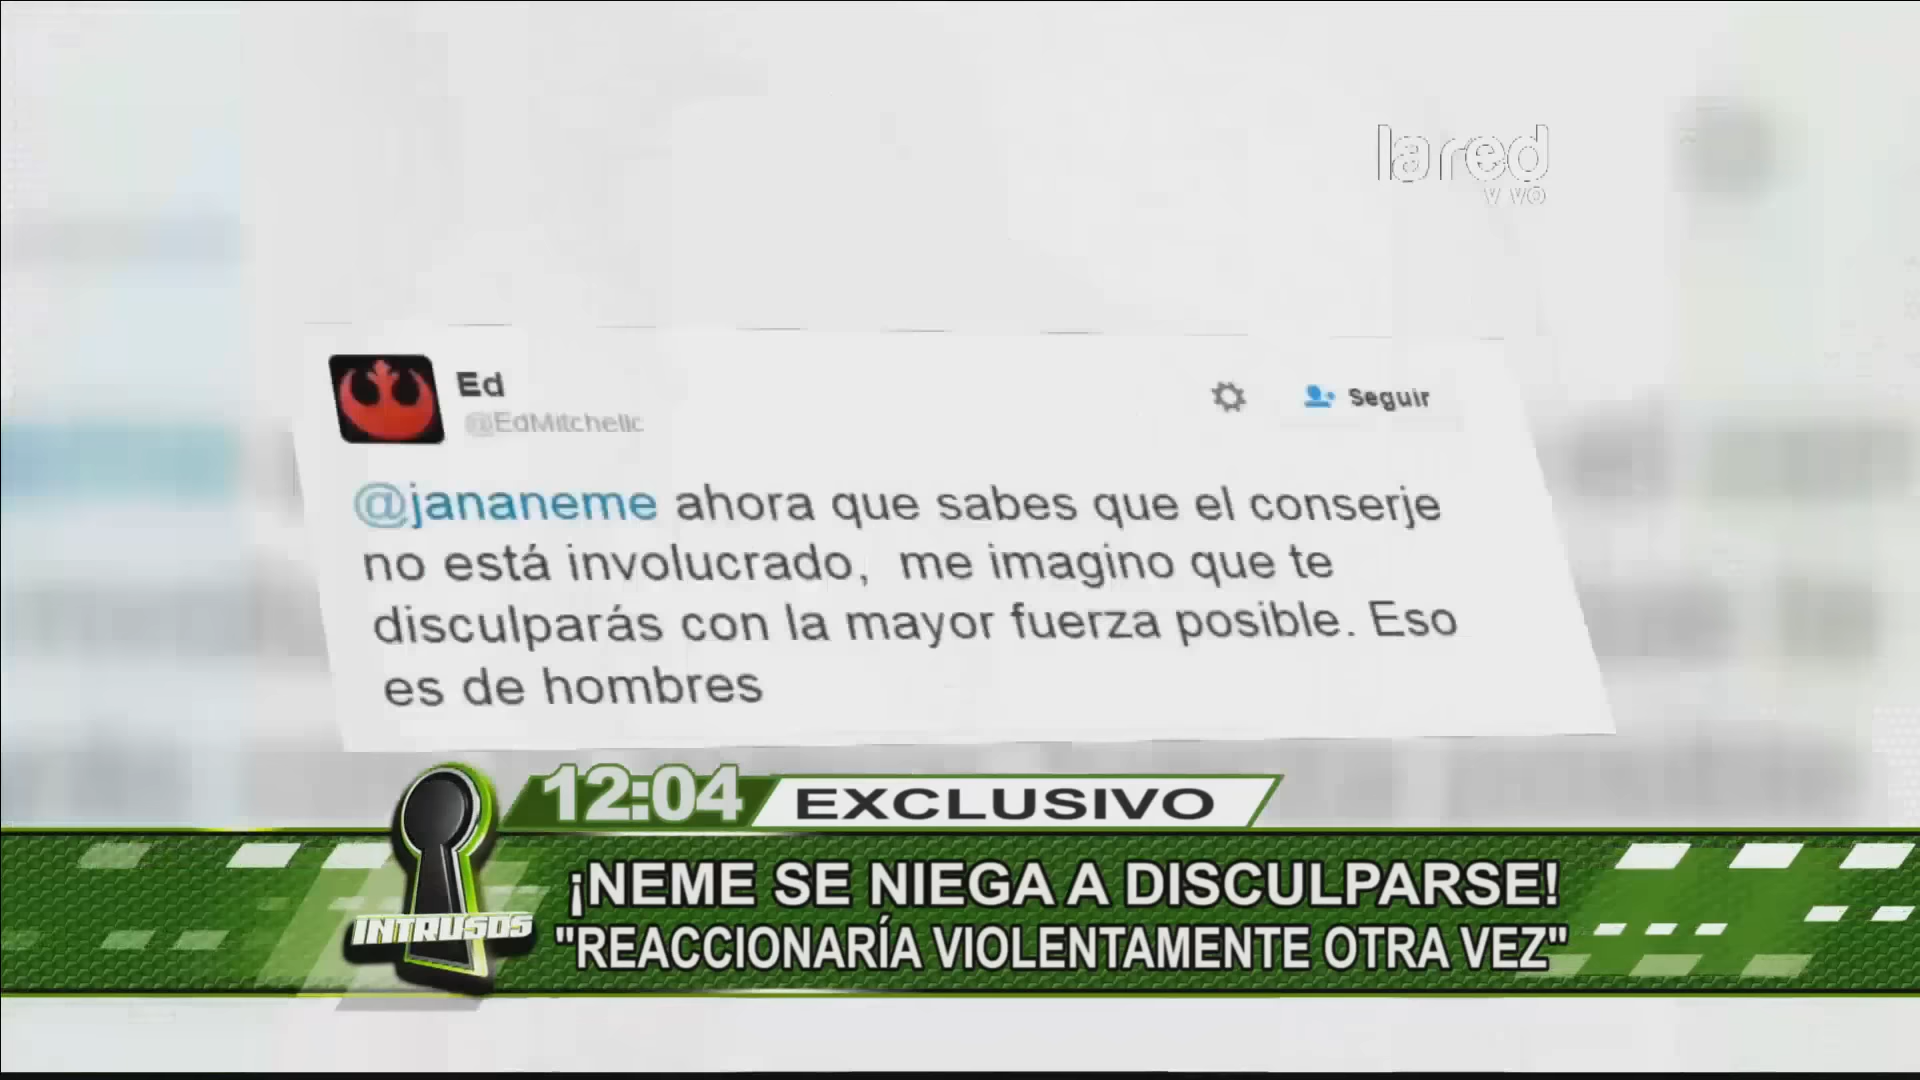 lared
vivo
Ed
@EdMitchellc
Seguir
@jananeme ahora que sabes que el conserje
no está involucrado, me imagino que te
disculparás con la mayor fuerza posible. Eso
es de hombres
12:04 EXCLUSIVO
¡NEME SE NIEGA A DISCULPARSE!
INTRUSOS
"REACCIONARÍA VIOLENTAMENTE OTRA VEZ"